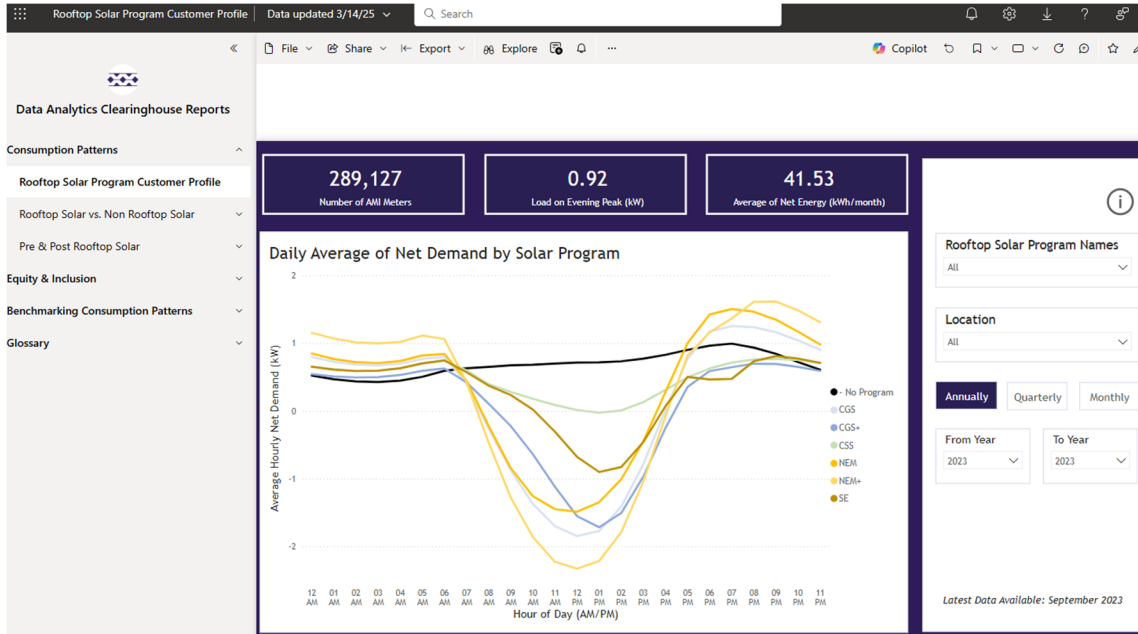 Rooftop Solar Program Customer Profile | Data updated 3/14/25
Search
File Share Export Explore ... Copilot
Data Analytics Clearinghouse Reports
Consumption Patterns
Rooftop Solar Program Customer Profile
Rooftop Solar vs. Non Rooftop Solar
Pre & Post Rooftop Solar
Equity & Inclusion
Benchmarking Consumption Patterns
Glossary
289,127
Number of AMI Meters
0.92
Load on Evening Peak (kW)
41.53
Average of Net Energy (kWh/month)
Daily Average of Net Demand by Solar Program
Average Hourly Net Demand (kW)
2
1
0
-1
-2
12 AM 01 AM 02 AM 03 AM 04 AM 05 AM 06 AM 07 AM 08 AM 09 AM 10 AM 11 AM 12 PM 01 PM 02 PM 03 PM 04 PM 05 PM 06 PM 07 PM 08 PM 09 PM 10 PM 11 PM
Hour of Day (AM/PM)
- No Program
CGS
CGS+
CSS
NEM
NEM+
SE
Rooftop Solar Program Names
All
Location
All
Annually Quarterly Monthly
From Year To Year
2023 2023
Latest Data Available: September 2023